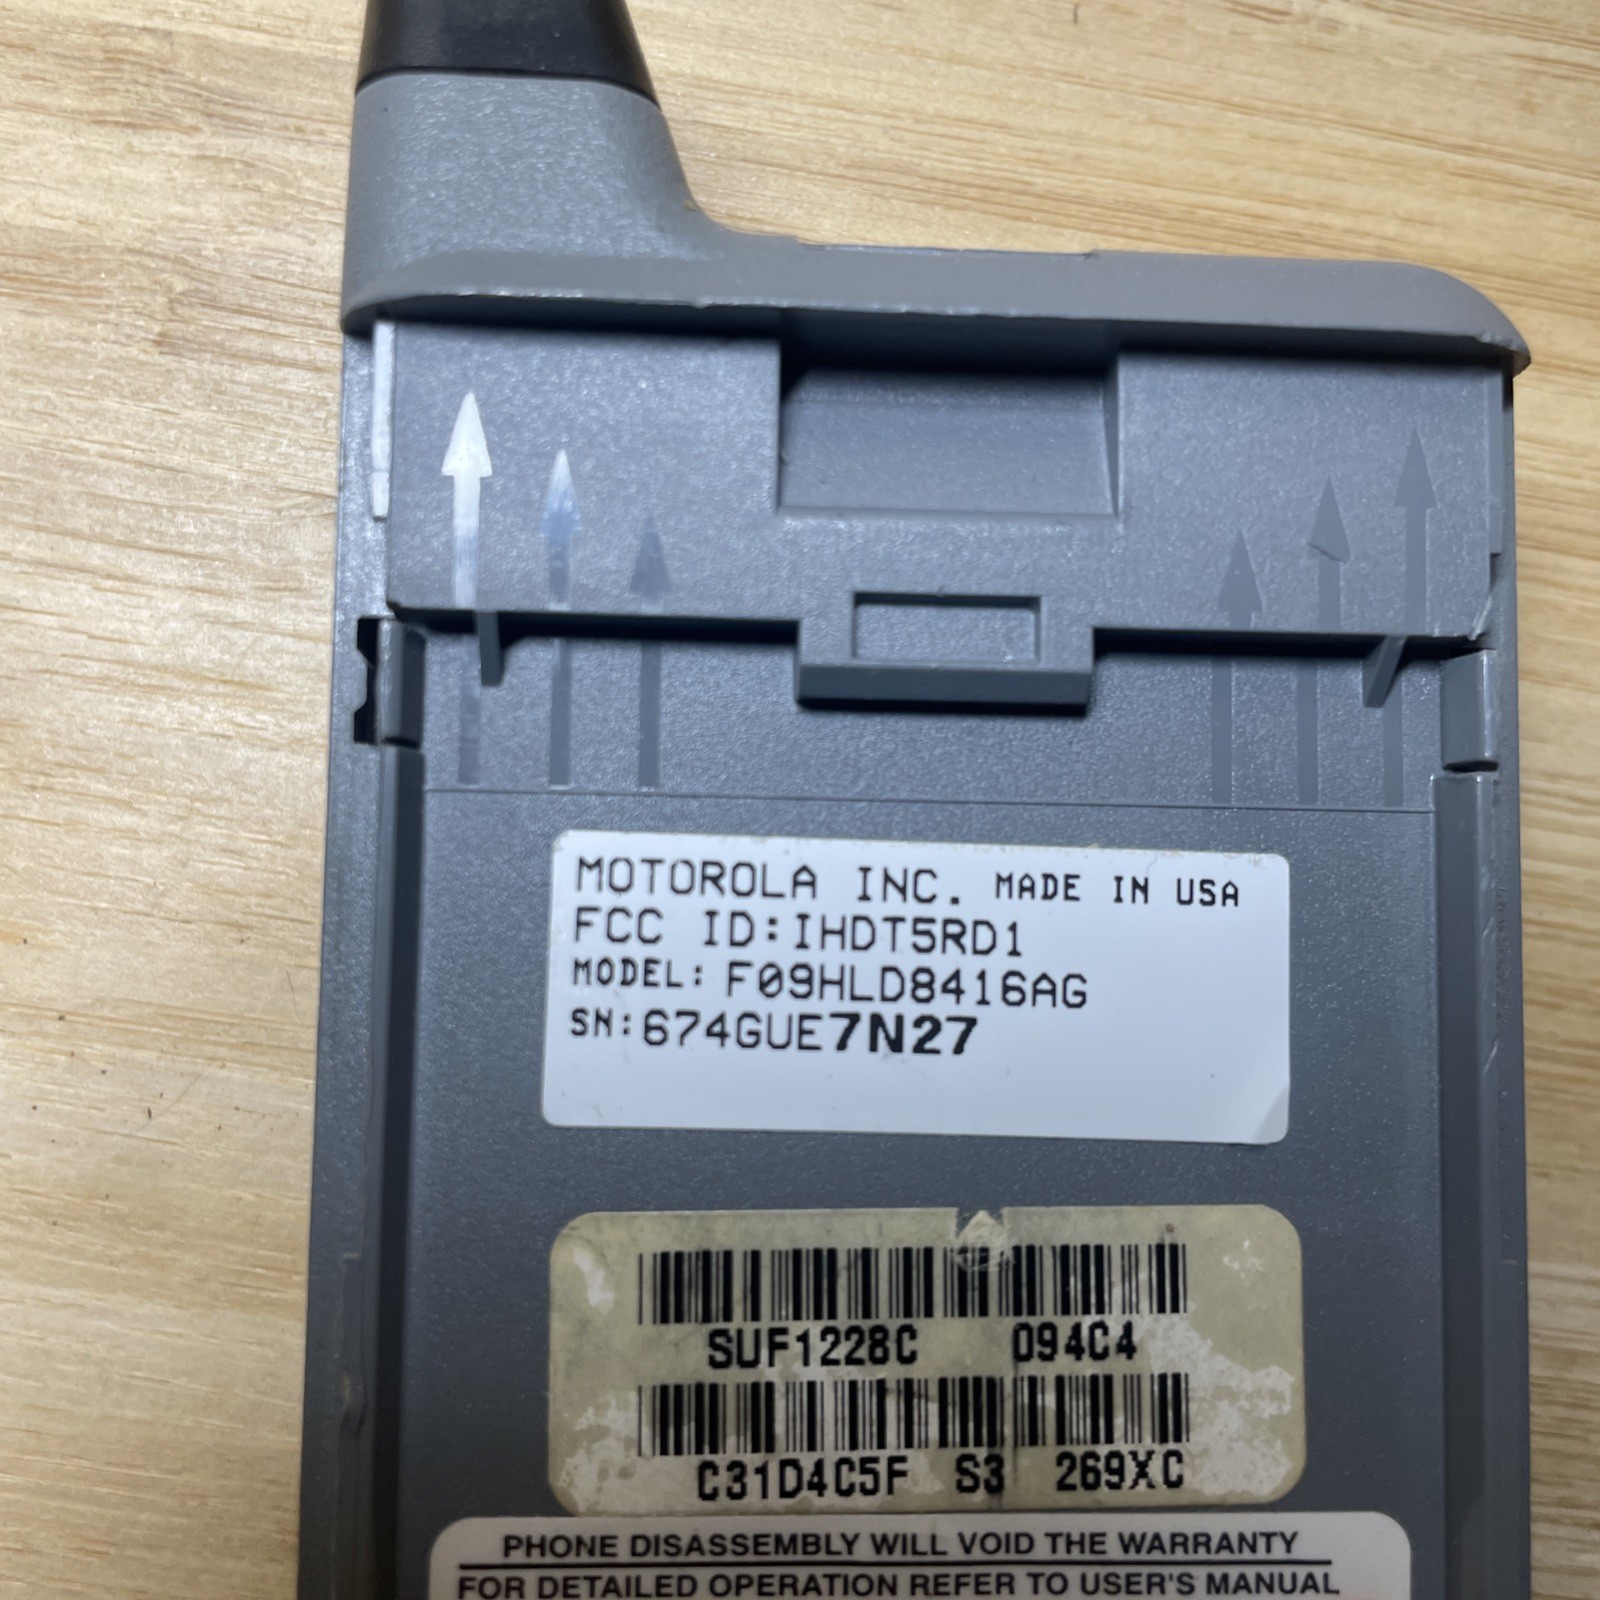 MOTOROLA INC. MADE IN USA
FCC ID:IHDT5RD1
MODEL: F09HLD8416AG
SN:674GUE7N27
SUF1228C 094C4
C31D4C5F S3 269XC
PHONE DISASSEMBLY WILL VOID THE WARRANTY
FOR DETAILED OPERATION REFER TO USER'S MANUAL